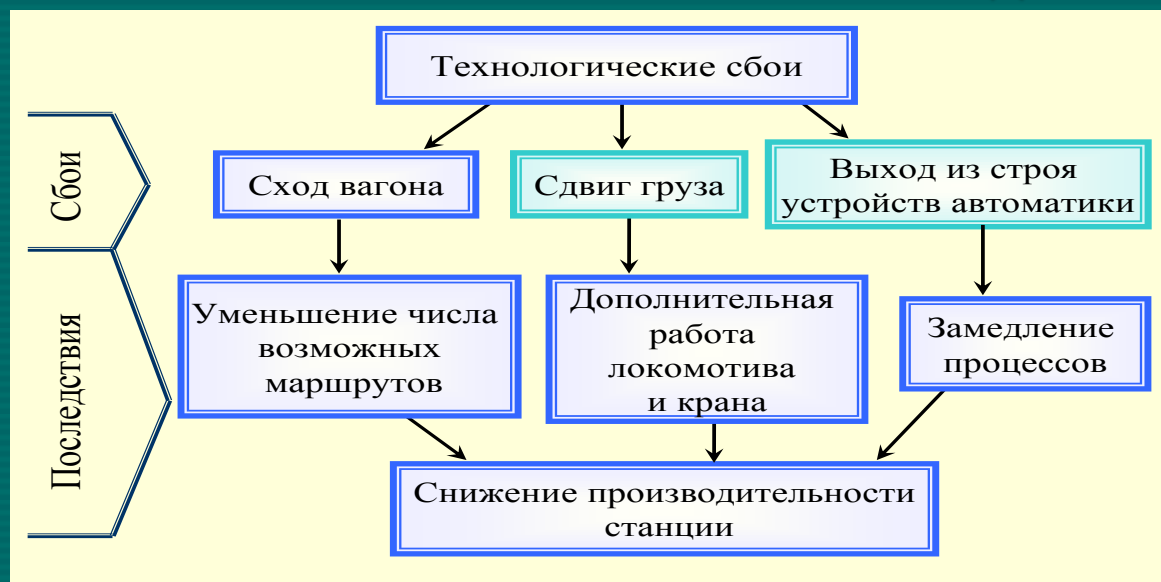 Технологические сбои
Сбои
Сход вагона
Сдвиг груза
Выход из строя
устройств автоматики
Последствия
Уменьшение числа
возможных
маршрутов
Дополнительная
работа
локомотива
и крана
Замедление
процессов
Снижение производительности
станции